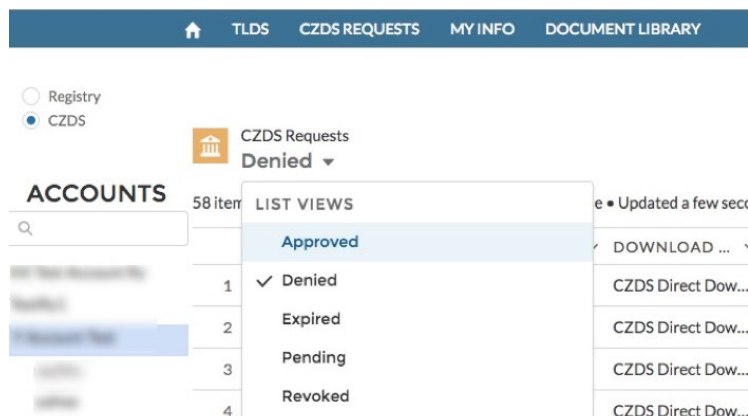 TLDS CZDS REQUESTS MY INFO DOCUMENT LIBRARY
Registry
CZDS
CZDS Requests
Denied
ACCOUNTS
58 item
e • Updated a few seco
LIST VIEWS
DOWNLOAD ...
Approved
1 Denied CZDS Direct Dow...
Expired
2 CZDS Direct Dow...
Pending
3 CZDS Direct Dow...
Revoked
4 CZDS Direct Dow...